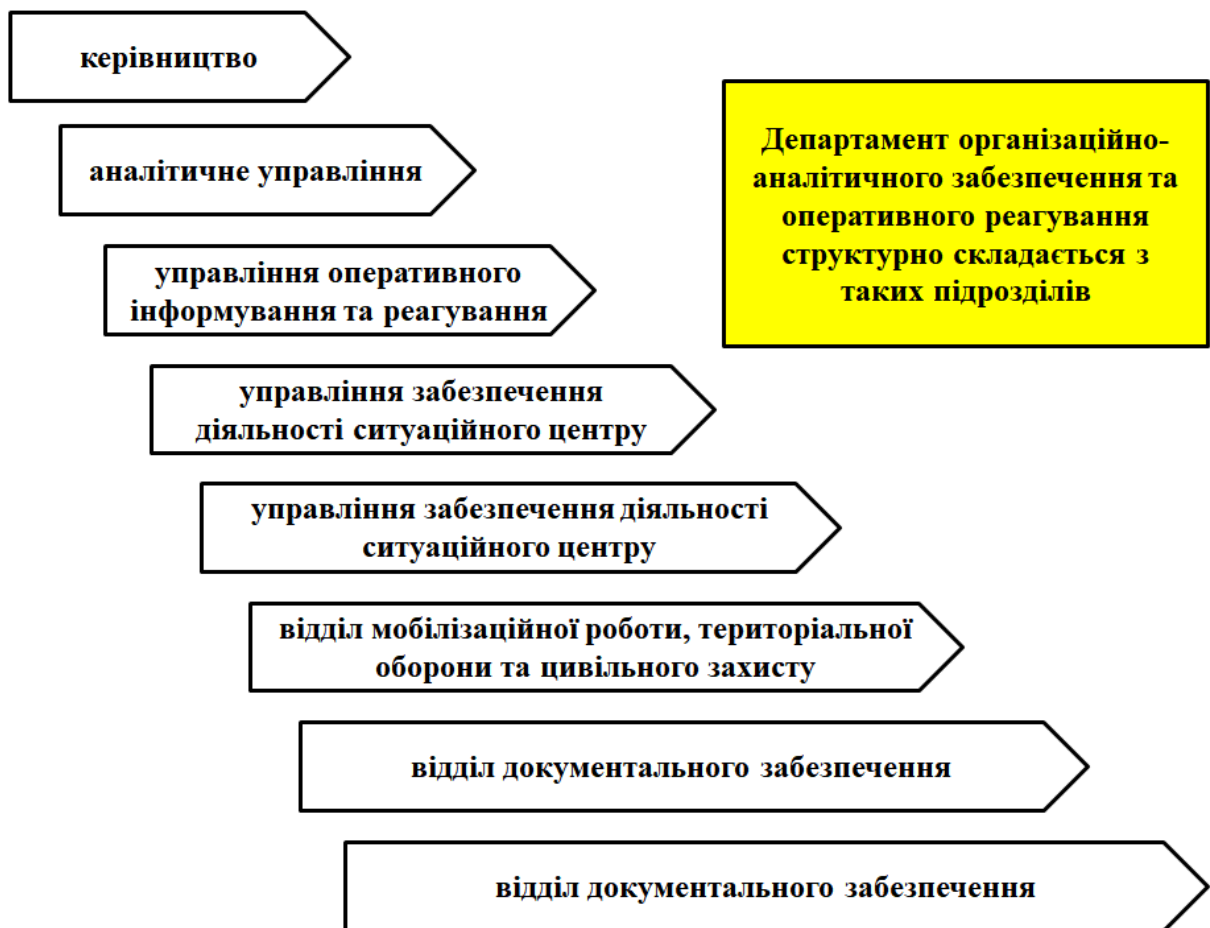 керівництво
аналітичне управління
управління оперативного
інформування та реагування
управління забезпечення
діяльності ситуаційного центру
управління забезпечення діяльності
ситуаційного центру
відділ мобілізаційної роботи, територіальної
оборони та цивільного захисту
відділ документального забезпечення
відділ документального забезпечення
Департамент організаційно-
аналітичного забезпечення та
оперативного реагування
структурно складається з
таких підрозділів